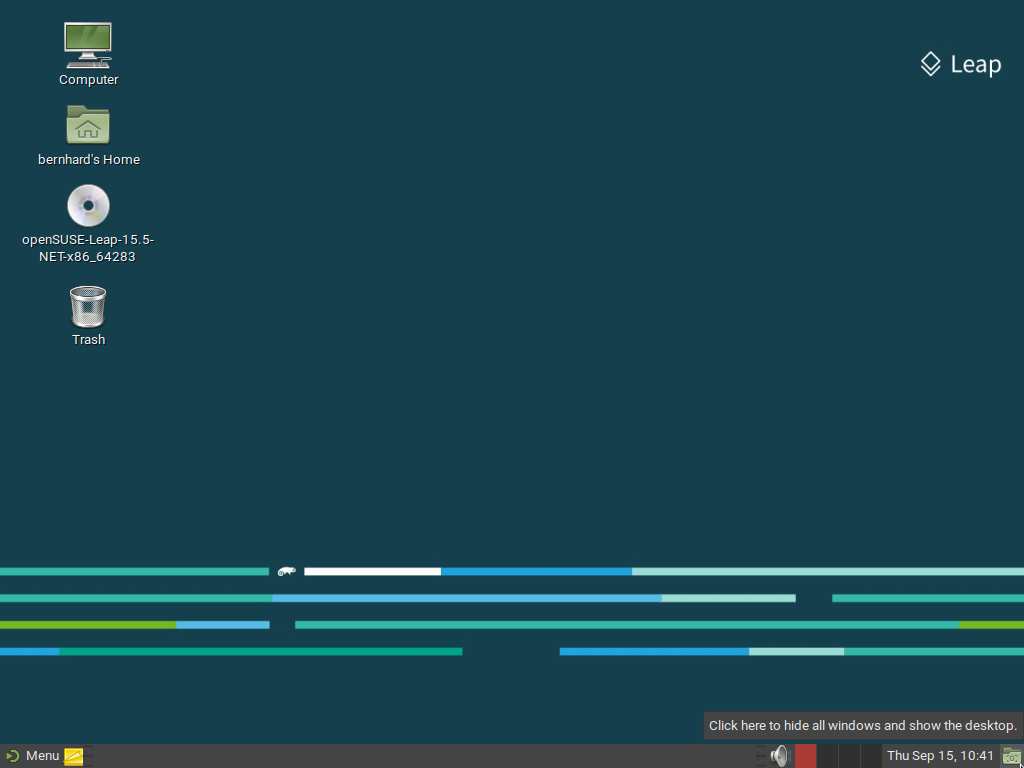 Computer
Leap
bernhard's Home
openSUSE-Leap-15.5-
NET-x86_64283
Trash
Click here to hide all windows and show the desktop.
Menu
Thu Sep 15, 10:41